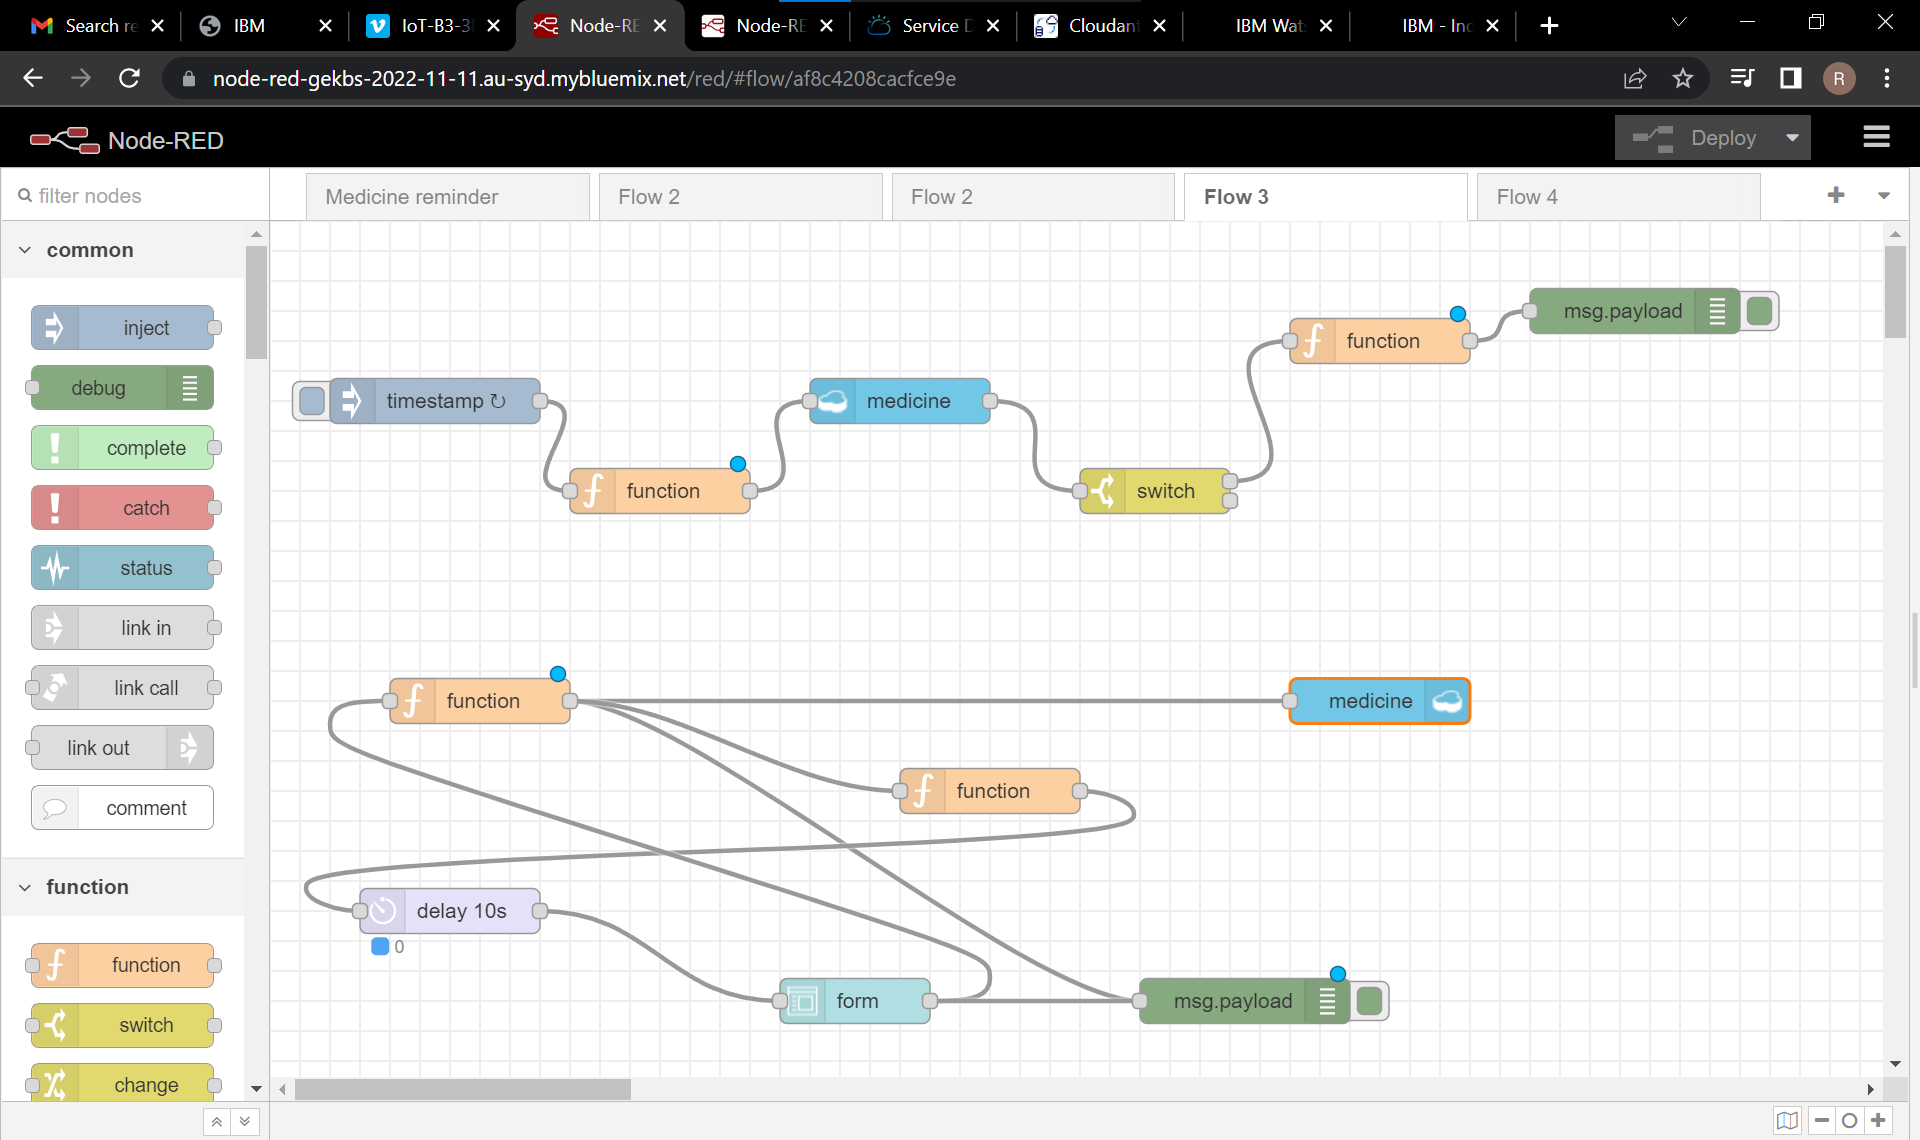 Search re
IBM
IoT-B3-3
Node-RE
Node-RE
Service D
Cloudant
IBM Wat
IBM - Inc
node-red-gekbs-2022-11-11.au-syd.mybluemix.net/red/#flow/af8c4208cacfce9e
R
Node-RED
Deploy
filter nodes
Medicine reminder
Flow 2
Flow 2
Flow 3
Flow 4
common
inject
debug
complete
catch
status
link in
link call
link out
comment
function
function
switch
change
timestamp ↻
function
medicine
switch
function
msg.payload
function
medicine
function
delay 10s
0
form
msg.payload